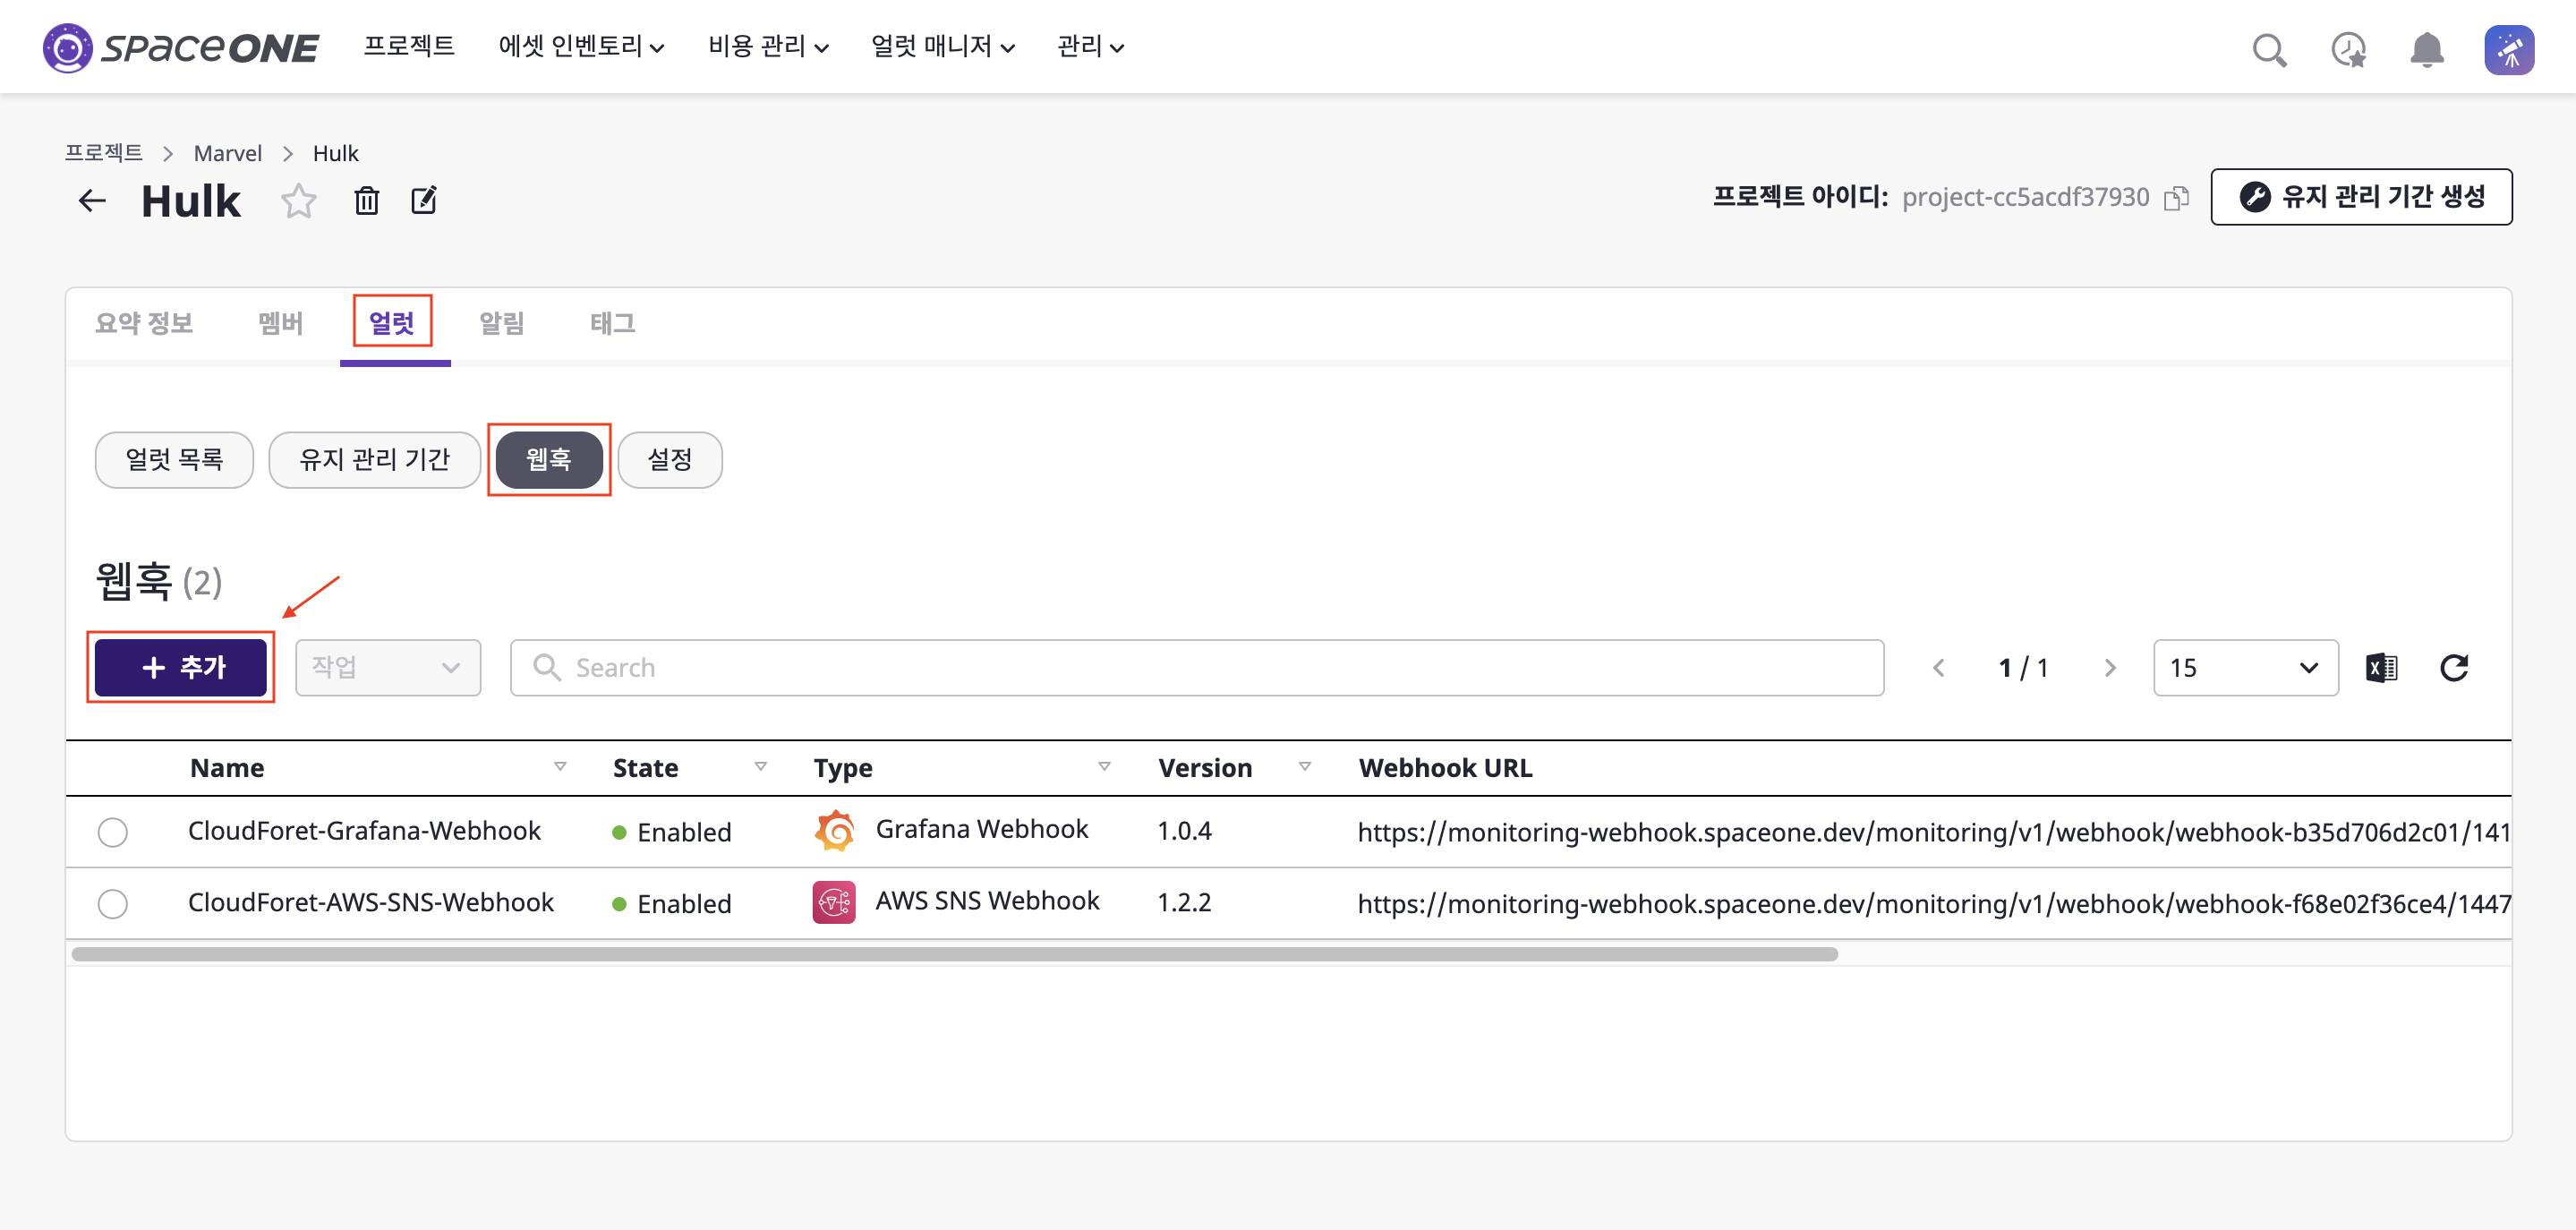 spaceONE 프로젝트 에셋 인벤토리 비용 관리 얼럿 매니저 관리
프로젝트 > Marvel > Hulk
Hulk 프로젝트 아이디: project-cc5acdf37930 유지 관리 기간 생성
요약 정보 멤버 얼럿 알림 태그
얼럿 목록 유지 관리 기간 웹훅 설정
웹훅 (2)
+ 추가 작업 Search 1 / 1 15
Name State Type Version Webhook URL
CloudForet-Grafana-Webhook Enabled Grafana Webhook 1.0.4 https://monitoring-webhook.spaceone.dev/monitoring/v1/webhook/webhook-b35d706d2c01/141
CloudForet-AWS-SNS-Webhook Enabled AWS SNS Webhook 1.2.2 https://monitoring-webhook.spaceone.dev/monitoring/v1/webhook/webhook-f68e02f36ce4/1447